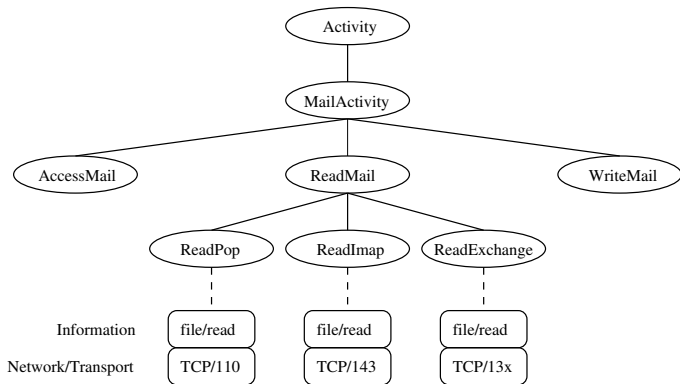 Activity
MailActivity
AccessMail ReadMail WriteMail
ReadPop ReadImap ReadExchange
Information file/read file/read file/read
Network/Transport TCP/110 TCP/143 TCP/13x